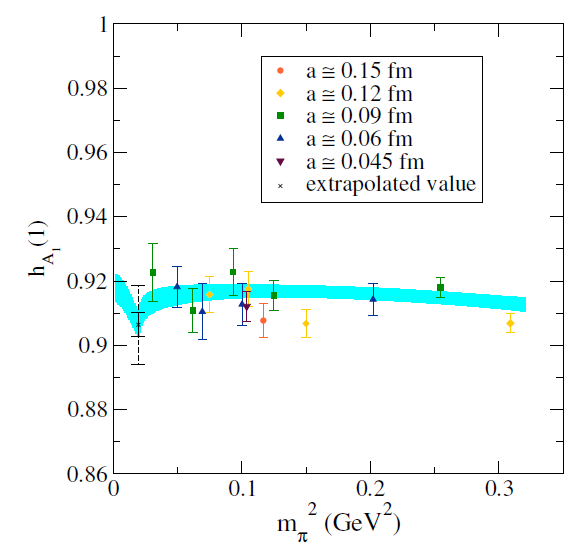 1
0.98
0.96
0.94
0.92
0.9
0.88
0.86
h_A_1(1)
a ≅ 0.15 fm
a ≅ 0.12 fm
a ≅ 0.09 fm
a ≅ 0.06 fm
a ≅ 0.045 fm
extrapolated value
0 0.1 0.2 0.3
m_π^2 (GeV^2)